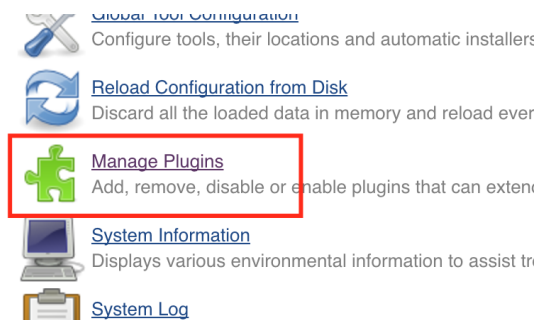 Global Tool Configuration
Configure tools, their locations and automatic installers
Reload Configuration from Disk
Discard all the loaded data in memory and reload ever
Manage Plugins
Add, remove, disable or enable plugins that can extend
System Information
Displays various environmental information to assist tr
System Log